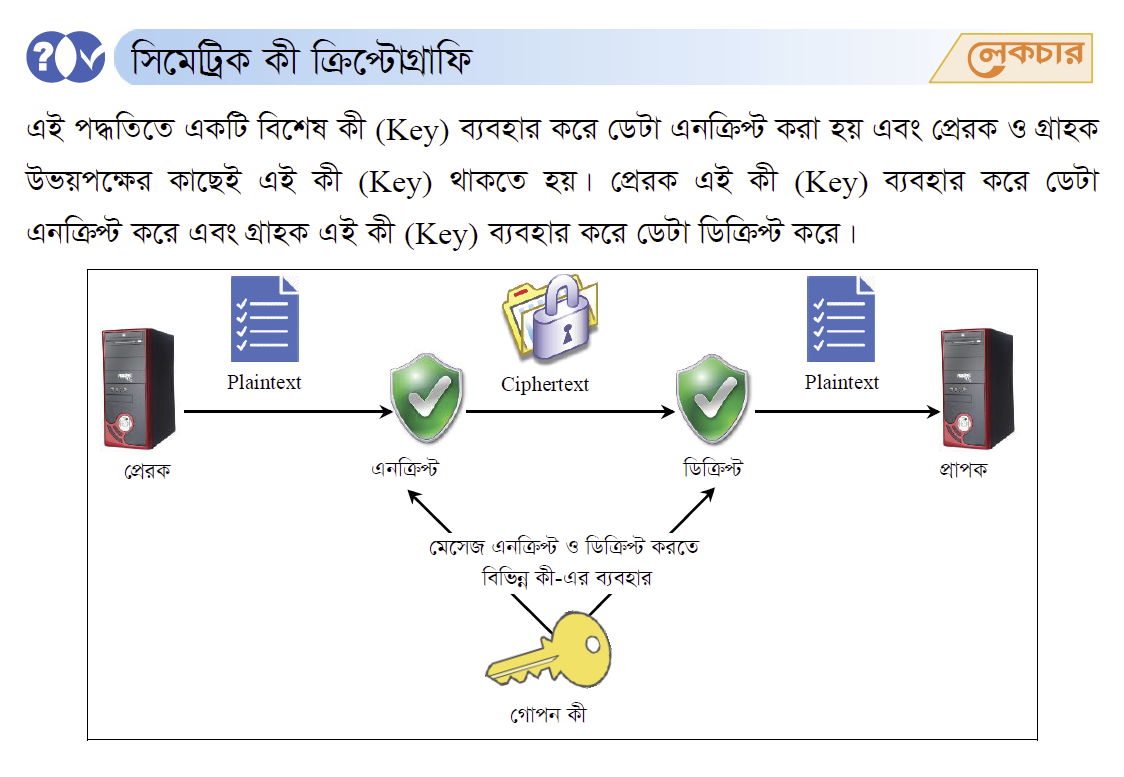 সিমেট্রিক কী ক্রিপ্টোগ্রাফি
লেকচার
এই পদ্ধতিতে একটি বিশেষ কী (Key) ব্যবহার করে ডেটা এনক্রিপ্ট করা হয় এবং প্রেরক ও গ্রাহক
উভয়পক্ষের কাছেই এই কী (Key) থাকতে হয়। প্রেরক এই কী (Key) ব্যবহার করে ডেটা
এনক্রিপ্ট করে এবং গ্রাহক এই কী (Key) ব্যবহার করে ডেটা ডিক্রিপ্ট করে।
Plaintext
Ciphertext
Plaintext
প্রেরক
এনক্রিপ্ট
ডিক্রিপ্ট
প্রাপক
মেসেজ এনক্রিপ্ট ও ডিক্রিপ্ট করতে
বিভিন্ন কী-এর ব্যবহার
গোপন কী